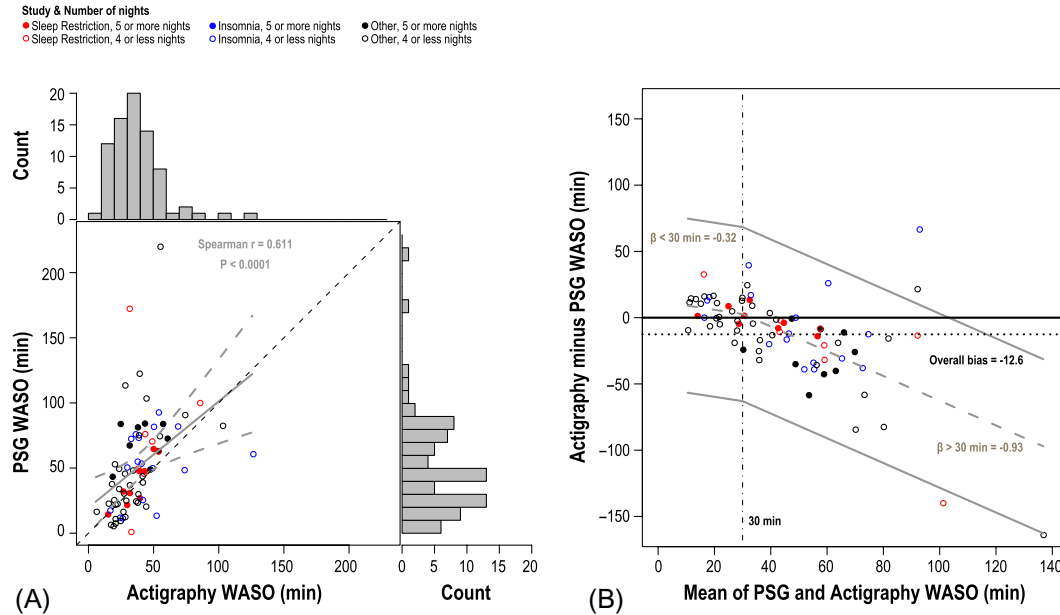 Study & Number of nights
Sleep Restriction, 5 or more nights Insomnia, 5 or more nights Other, 5 or more nights
Sleep Restriction, 4 or less nights Insomnia, 4 or less nights Other, 4 or less nights
20
15
10
5
0
Count
Spearman r = 0.611
P < 0.0001
200
150
100
50
0
PSG WASO (min)
0 50 100 150 200
Actigraphy WASO (min)
0 5 10 15 20
Count
(A)
150
100
50
0
−50
−100
−150
Actigraphy minus PSG WASO (min)
β < 30 min = -0.32
Overall bias = -12.6
β > 30 min = -0.93
30 min
0 20 40 60 80 100 120 140
Mean of PSG and Actigraphy WASO (min)
(B)